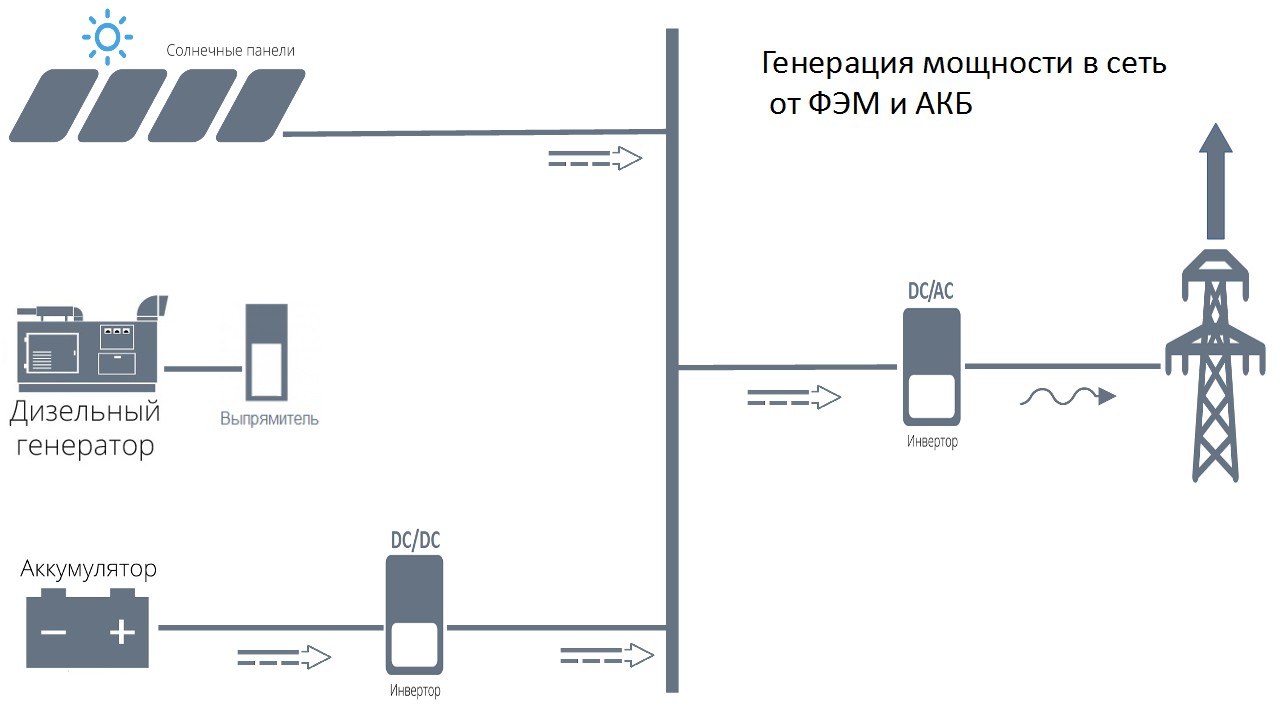 Солнечные панели
Генерация мощности в сеть
от ФЭМ и АКБ
DC/AC
Инвертор
Дизельный
генератор
Выпрямитель
DC/DC
Аккумулятор
Инвертор